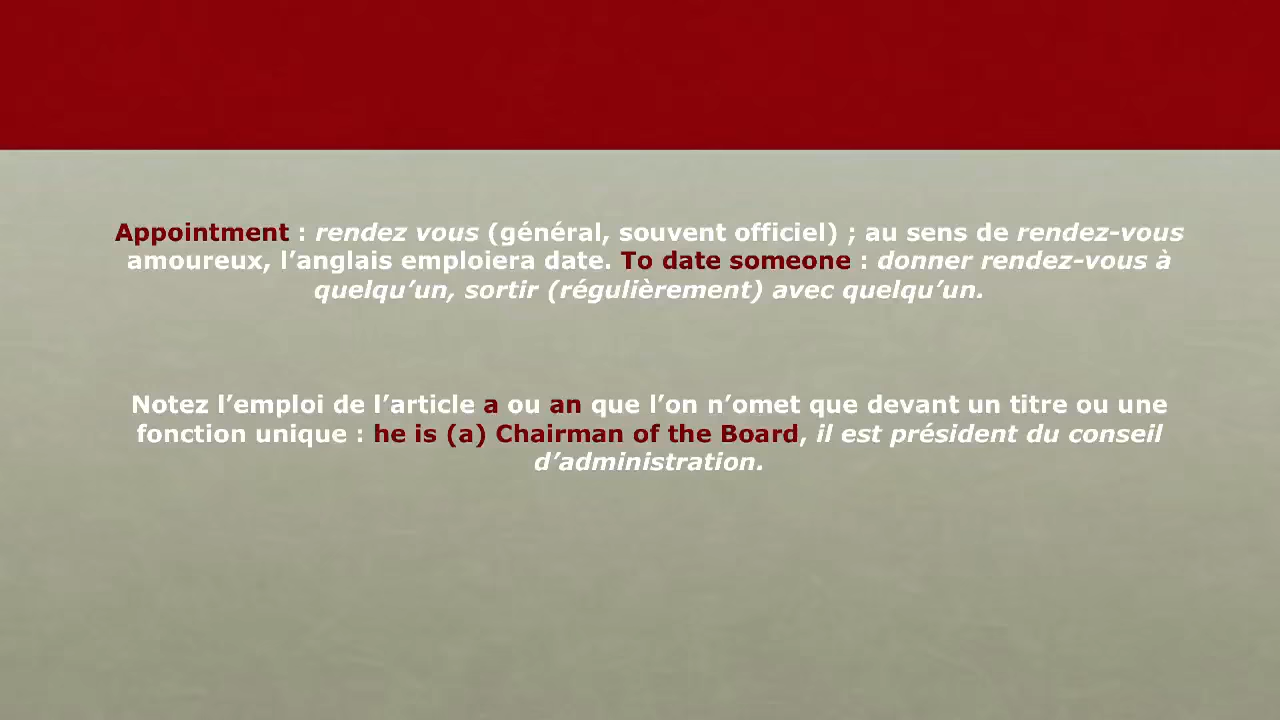 Appointment : rendez vous (général, souvent officiel) ; au sens de rendez-vous
amoureux, l’anglais emploiera date. To date someone : donner rendez-vous à
quelqu’un, sortir (régulièrement) avec quelqu’un.
Notez l’emploi de l’article a ou an que l’on n’omet que devant un titre ou une
fonction unique : he is (a) Chairman of the Board, il est président du conseil
d’administration.